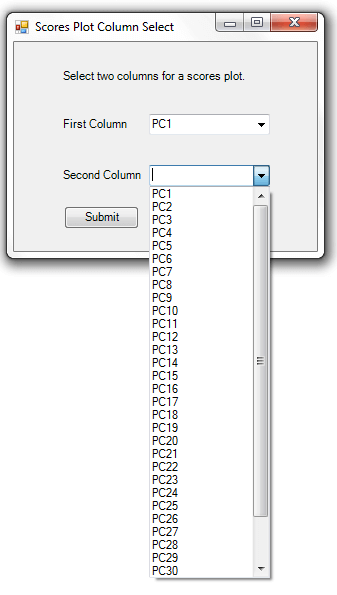 Scores Plot Column Select
Select two columns for a scores plot.
First Column PC1
Second Column
Submit
PC1
PC2
PC3
PC4
PC5
PC6
PC7
PC8
PC9
PC10
PC11
PC12
PC13
PC14
PC15
PC16
PC17
PC18
PC19
PC20
PC21
PC22
PC23
PC24
PC25
PC26
PC27
PC28
PC29
PC30